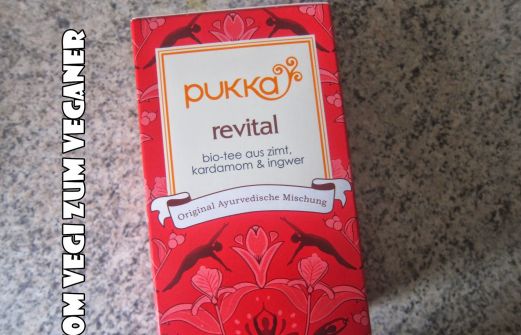 OM VEGI ZUM VEGANER
pukka
revital
bio-tee aus zimt,
kardamom & ingwer
Original Ayurvedische Mischung